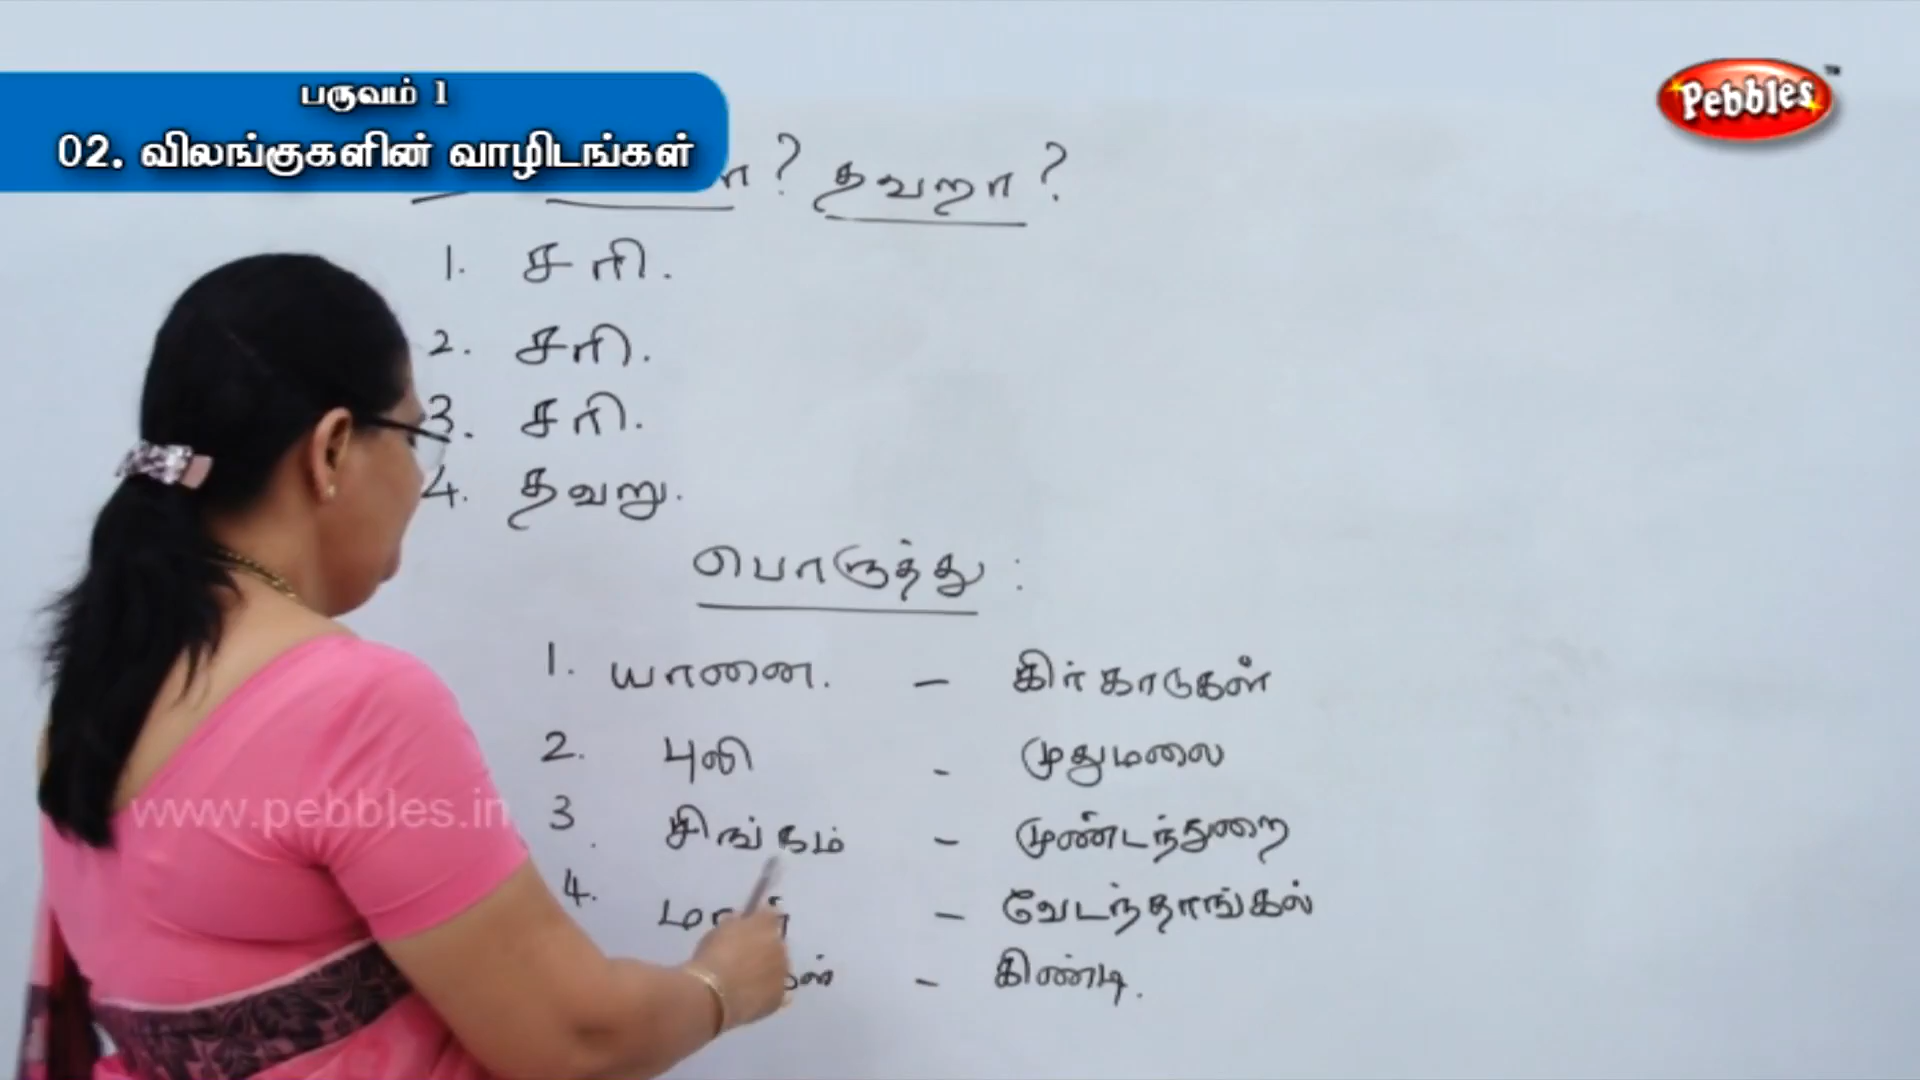 பருவம் 1
02. விலங்குகளின் வாழிடங்கள்
Pebbles
TM
? தவறா ?
1. சரி.
2. சரி.
3. சரி.
4. தவறு.
பொருத்து :
1. யானை. - கிர்காடுகள்
2. புலி - முதுமலை
3. சிங்கம் - முண்டந்துறை
4. - வேடந்தாங்கல்
- கிண்டி.
www.pebbles.in